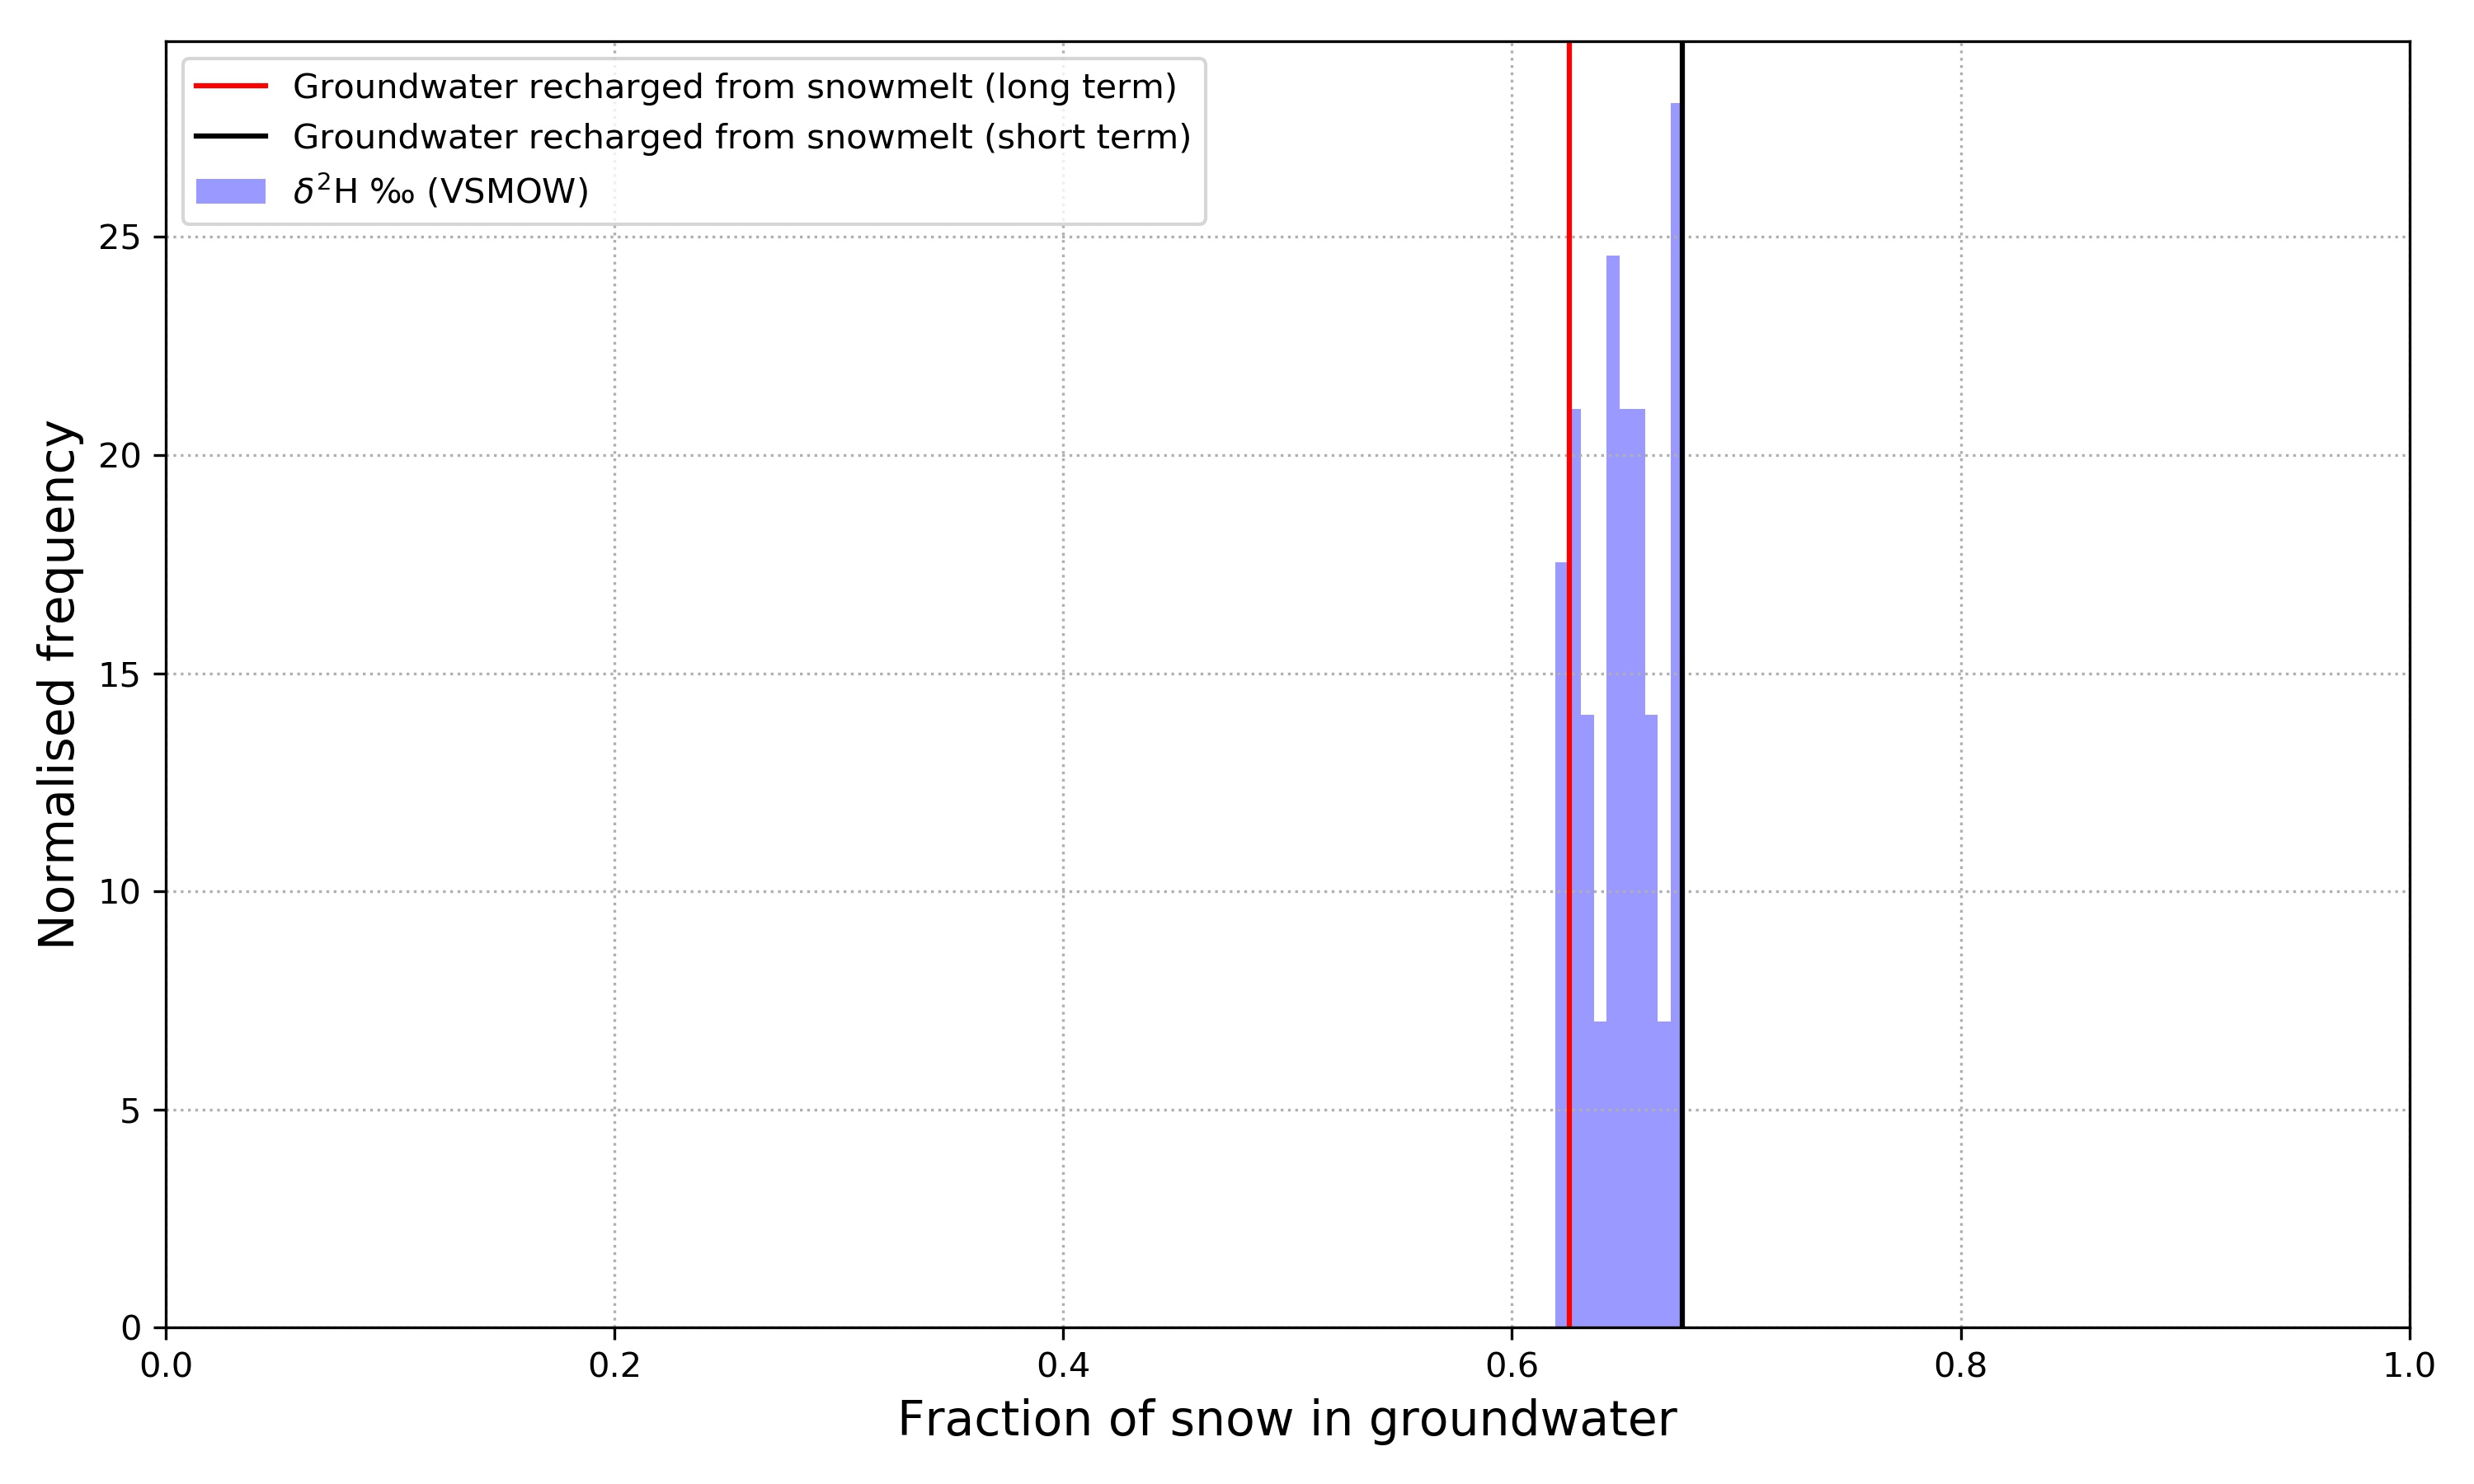 Groundwater recharged from snowmelt (long term)
Groundwater recharged from snowmelt (short term)
δ²H ‰ (VSMOW)
25
20
15
10
5
0
Normalised frequency
0.0 0.2 0.4 0.6 0.8 1.0
Fraction of snow in groundwater